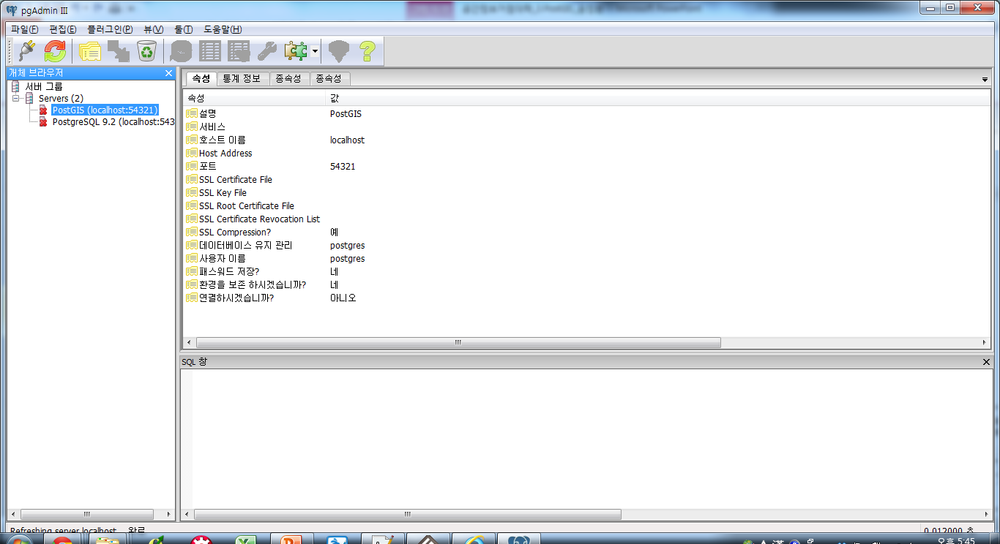 pgAdmin III
파일(F) 편집(E) 플러그인(P) 뷰(V) 툴(T) 도움말(H)
개체 브라우저
서버 그룹
Servers (2)
PostGIS (localhost:54321)
PostgreSQL 9.2 (localhost:543
속성 통계 정보 종속성 종속성
속성 값
설명 PostGIS
서비스
호스트 이름 localhost
Host Address
포트 54321
SSL Certificate File
SSL Key File
SSL Root Certificate File
SSL Certificate Revocation List
SSL Compression? 예
데이터베이스 유지 관리 postgres
사용자 이름 postgres
패스워드 저장? 네
환경을 보존 하시겠습니까? 네
연결하시겠습니까? 아니오
SQL 창
Refreshing server localhost... 완료
0.012000 초
오후 5:45